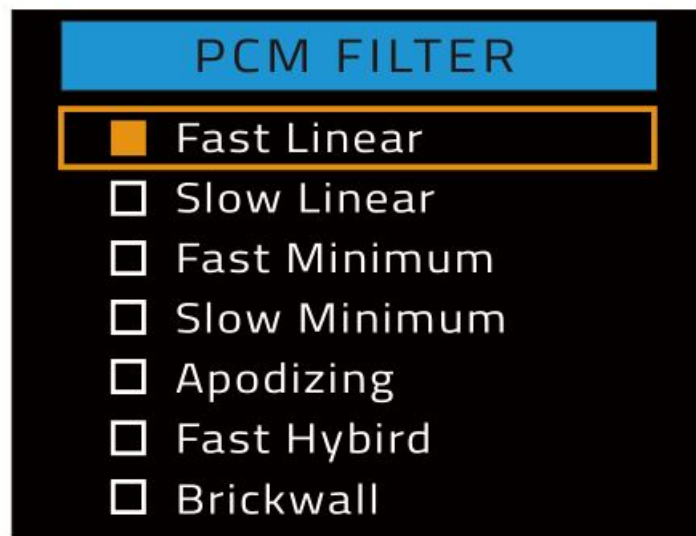 PCM FILTER
Fast Linear
Slow Linear
Fast Minimum
Slow Minimum
Apodizing
Fast Hybird
Brickwall